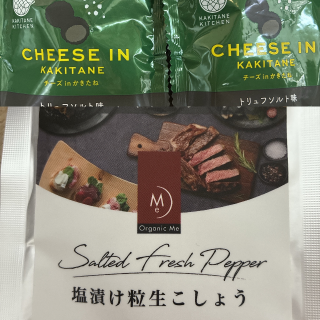 KAKITANE
KITCHEN
CHEESE IN
KAKITANE
チーズinかきたね
トリュフソルト味
KAKITANE
KITCHEN
CHEESE IN
KAKITANE
チーズinかきたね
トリュフソルト味
Me
Organic Me
Salted Fresh Pepper
塩漬け粒生こしょう